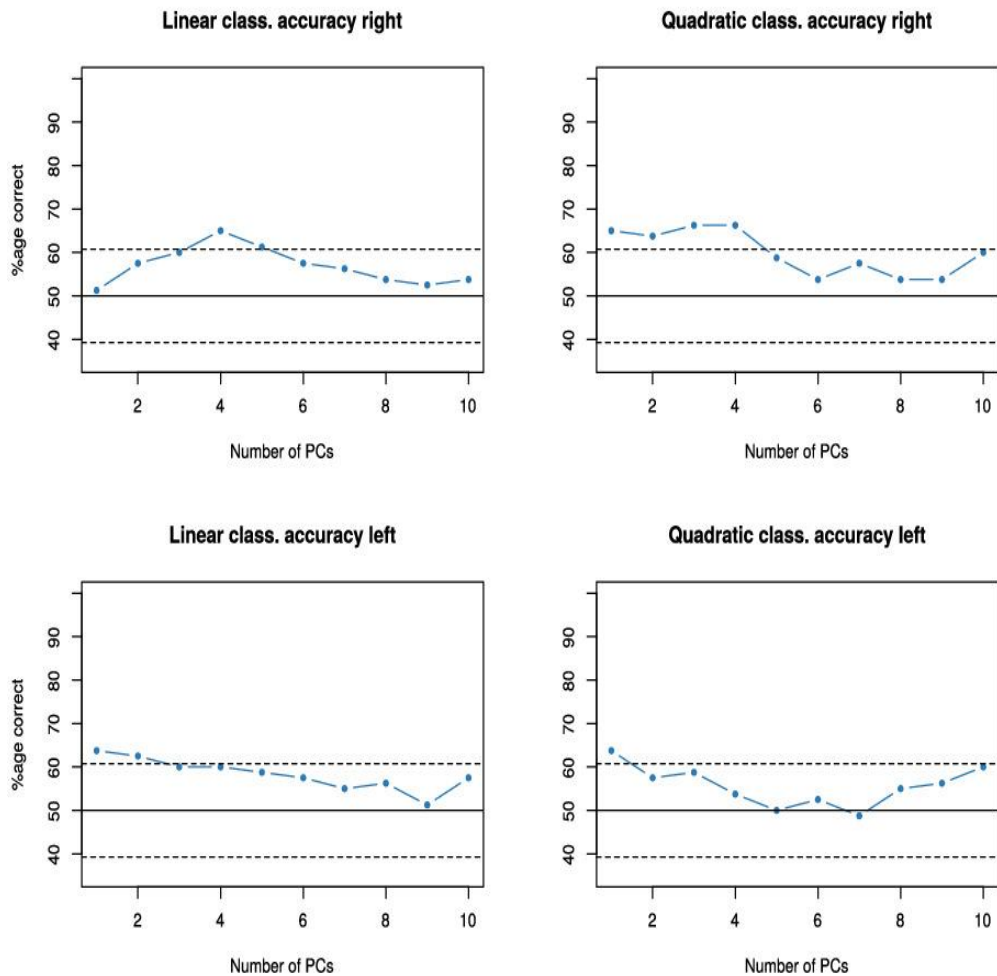 Linear class. accuracy right
%age correct
90
80
70
60
50
40
2 4 6 8 10
Number of PCs
Quadratic class. accuracy right
90
80
70
60
50
40
2 4 6 8 10
Number of PCs
Linear class. accuracy left
%age correct
90
80
70
60
50
40
2 4 6 8 10
Number of PCs
Quadratic class. accuracy left
90
80
70
60
50
40
2 4 6 8 10
Number of PCs